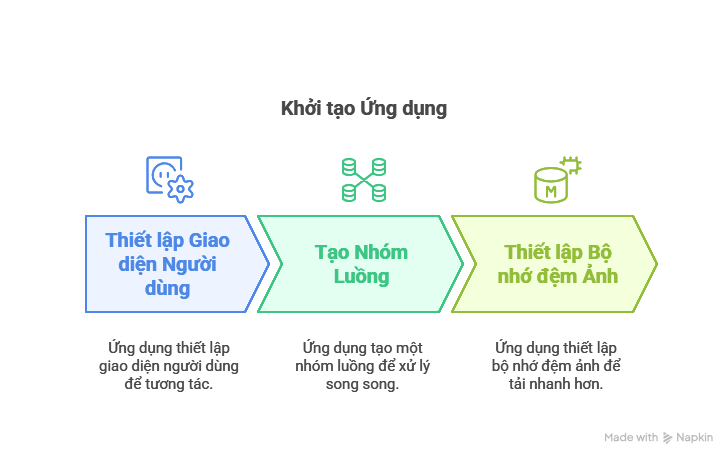 Khởi tạo Ứng dụng
M
Thiết lập Giao
diện Người
dùng
Tạo Nhóm
Luồng
Thiết lập Bộ
nhớ đệm Ảnh
Ứng dụng thiết lập
giao diện người dùng
để tương tác.
Ứng dụng tạo một
nhóm luồng để xử lý
song song.
Ứng dụng thiết lập
bộ nhớ đệm ảnh để
tải nhanh hơn.
Made with Napkin